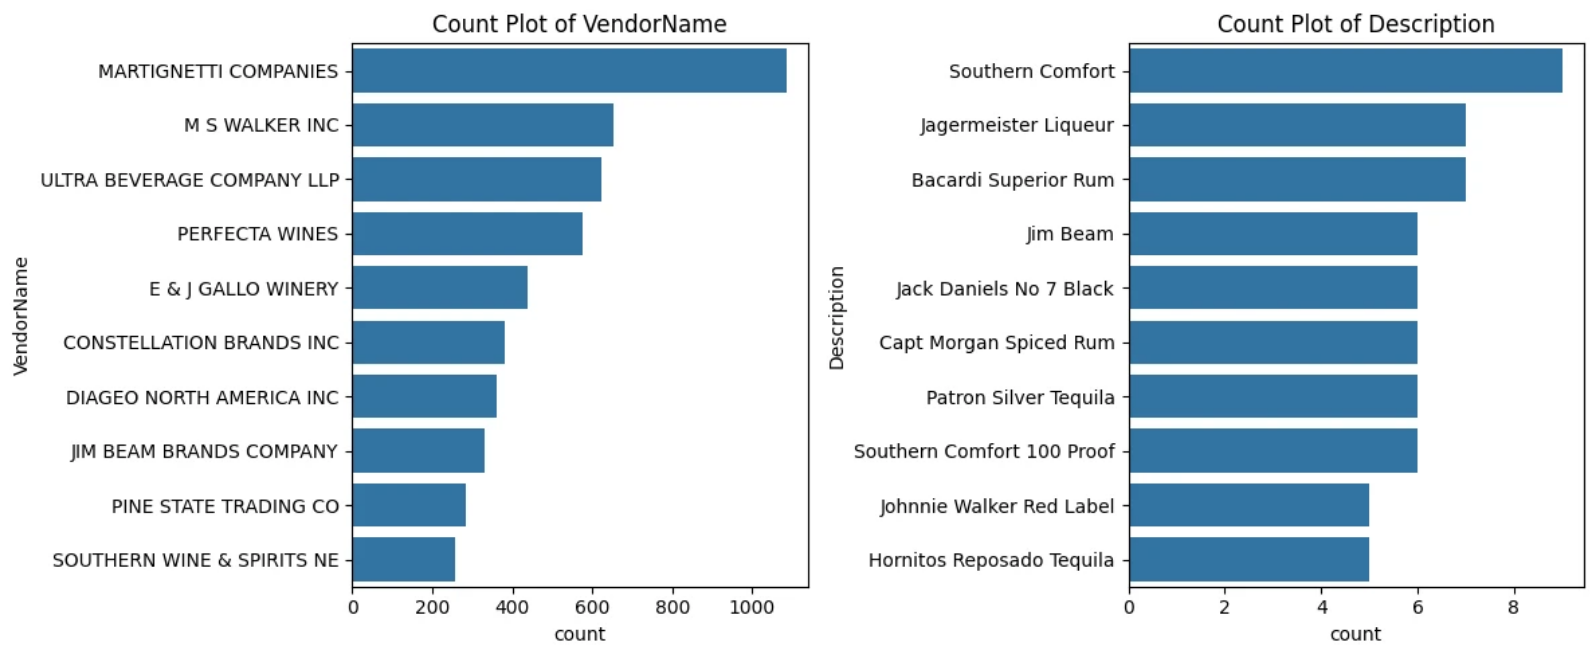 Count Plot of VendorName
VendorName
MARTIGNETTI COMPANIES
M S WALKER INC
ULTRA BEVERAGE COMPANY LLP
PERFECTA WINES
E & J GALLO WINERY
CONSTELLATION BRANDS INC
DIAGEO NORTH AMERICA INC
JIM BEAM BRANDS COMPANY
PINE STATE TRADING CO
SOUTHERN WINE & SPIRITS NE
0 200 400 600 800 1000
count
Count Plot of Description
Description
Southern Comfort
Jagermeister Liqueur
Bacardi Superior Rum
Jim Beam
Jack Daniels No 7 Black
Capt Morgan Spiced Rum
Patron Silver Tequila
Southern Comfort 100 Proof
Johnnie Walker Red Label
Hornitos Reposado Tequila
0 2 4 6 8
count